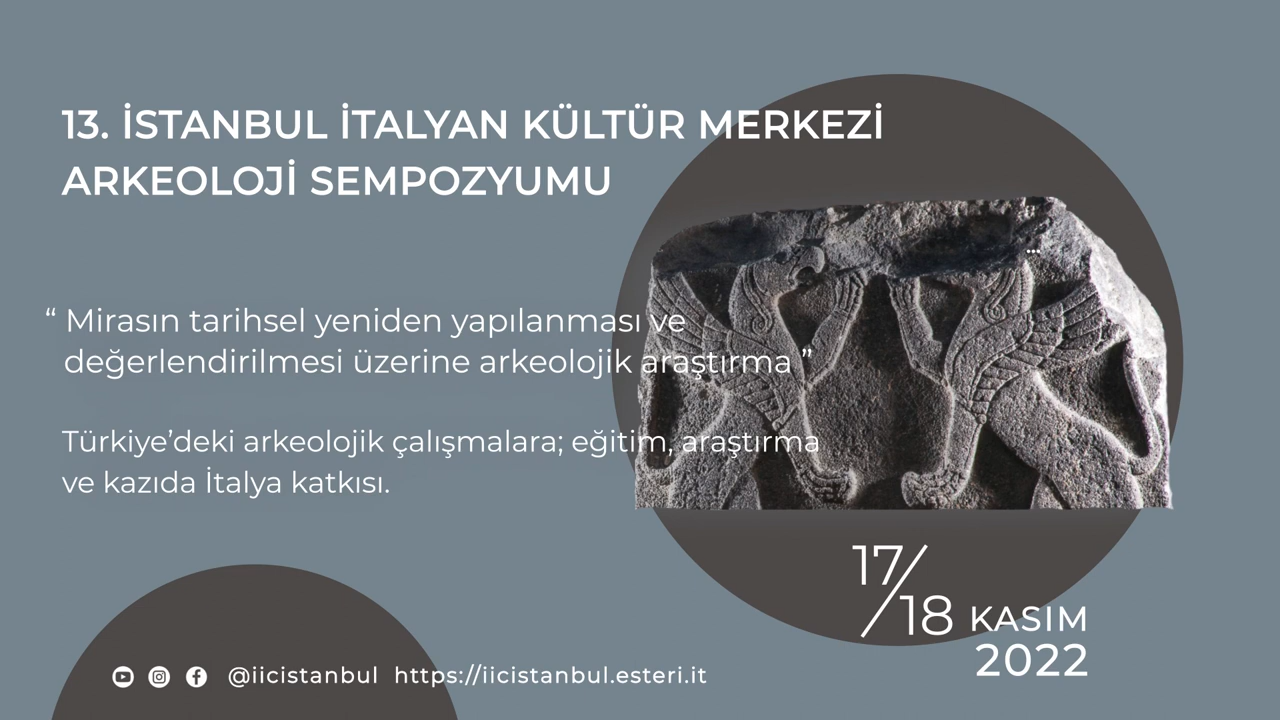 13. İSTANBUL İTALYAN KÜLTÜR MERKEZİ
ARKEOLOJİ SEMPOZYUMU
“ Mirasın tarihsel yeniden yapılanması ve
değerlendirilmesi üzerine arkeolojik araştırma ”
Türkiye’deki arkeolojik çalışmalara; eğitim, araştırma
ve kazıda İtalya katkısı.
17/18 KASIM
2022
@iicistanbul https://iicistanbul.esteri.it